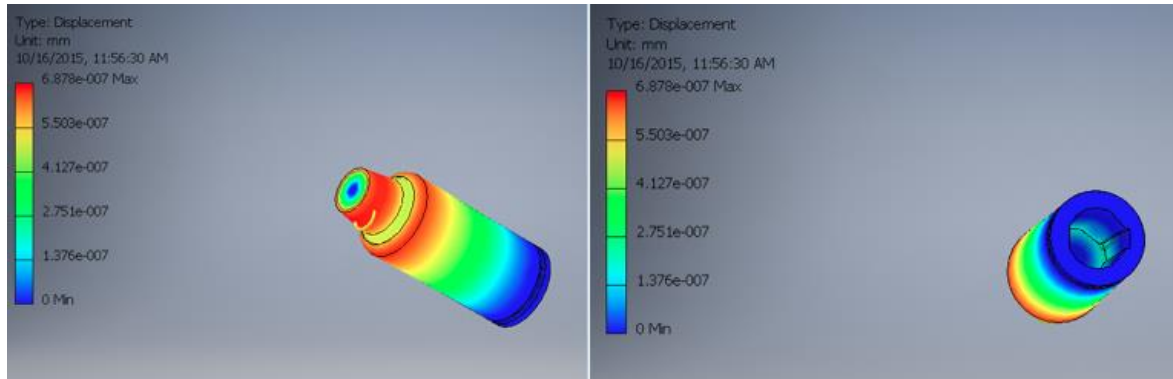 Type: Displacement
Unit: mm
10/16/2015, 11:56:30 AM
6.878e-007 Max
5.503e-007
4.127e-007
2.751e-007
1.376e-007
0 Min
Type: Displacement
Unit: mm
10/16/2015, 11:56:30 AM
6.878e-007 Max
5.503e-007
4.127e-007
2.751e-007
1.376e-007
0 Min